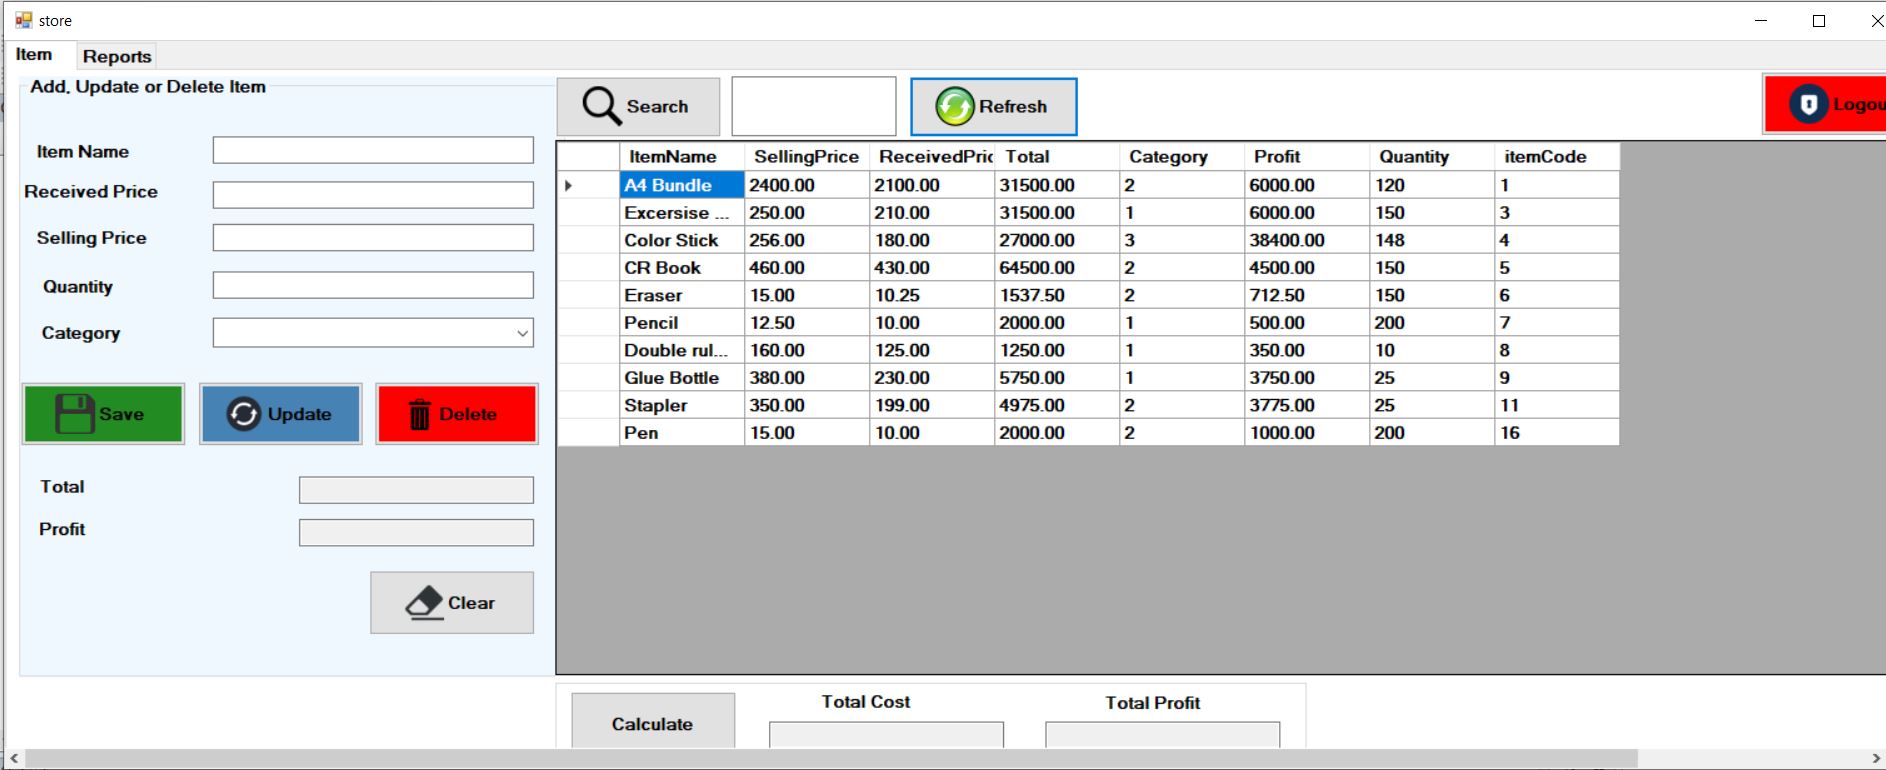 store
Item Reports
Add, Update or Delete Item
Item Name
Received Price
Selling Price
Quantity
Category
Save Update Delete
Total
Profit
Clear
Search Refresh Logou
ItemName SellingPrice ReceivedPric Total Category Profit Quantity itemCode
A4 Bundle 2400.00 2100.00 31500.00 2 6000.00 120 1
Excersise ... 250.00 210.00 31500.00 1 6000.00 150 3
Color Stick 256.00 180.00 27000.00 3 38400.00 148 4
CR Book 460.00 430.00 64500.00 2 4500.00 150 5
Eraser 15.00 10.25 1537.50 2 712.50 150 6
Pencil 12.50 10.00 2000.00 1 500.00 200 7
Double rul... 160.00 125.00 1250.00 1 350.00 10 8
Glue Bottle 380.00 230.00 5750.00 1 3750.00 25 9
Stapler 350.00 199.00 4975.00 2 3775.00 25 11
Pen 15.00 10.00 2000.00 2 1000.00 200 16
Calculate Total Cost Total Profit